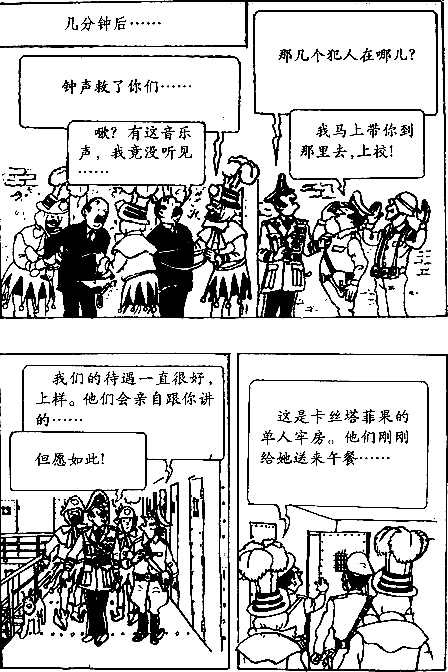 几分钟后……
钟声救了你们……
嗽？有这音乐
声，我竟没听见
……
那几个犯人在哪儿？
我马上带你到
那里去，上校！
我们的待遇一直很好，
上样。他们会亲自跟你讲
的……
但愿如此！
这是卡丝塔菲果的
单人牢房。他们刚刚
给她送来午餐……
13